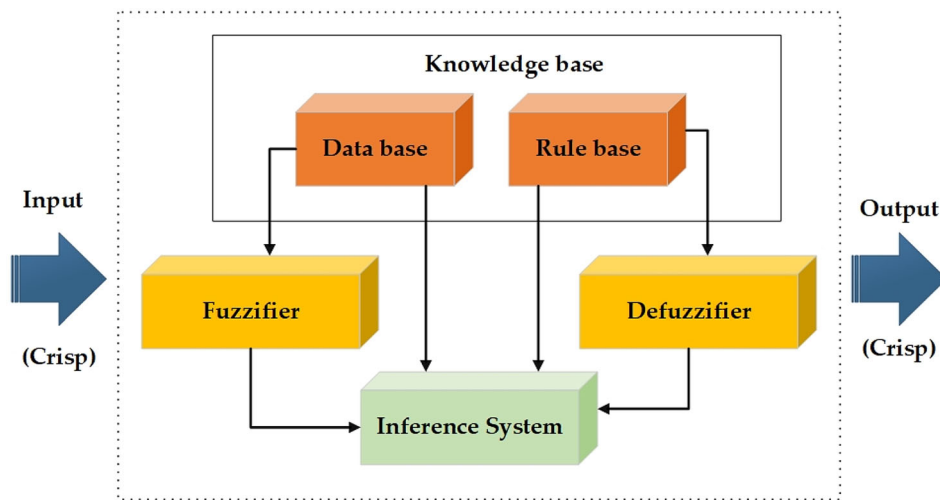 Knowledge base
Data base
Rule base
Input
(Crisp)
Fuzzifier
Defuzzifier
Inference System
Output
(Crisp)